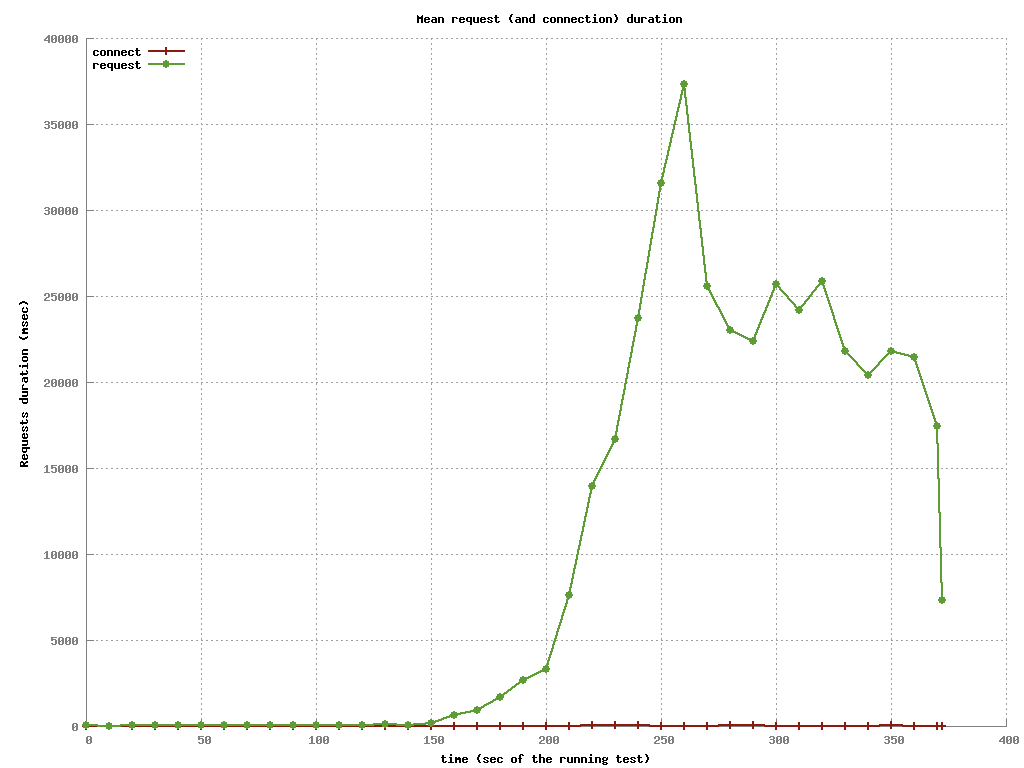 Mean request (and connection) duration
connect
request
40000
35000
30000
25000
20000
15000
10000
5000
0
Requests duration (msec)
0 50 100 150 200 250 300 350 400
time (sec of the running test)